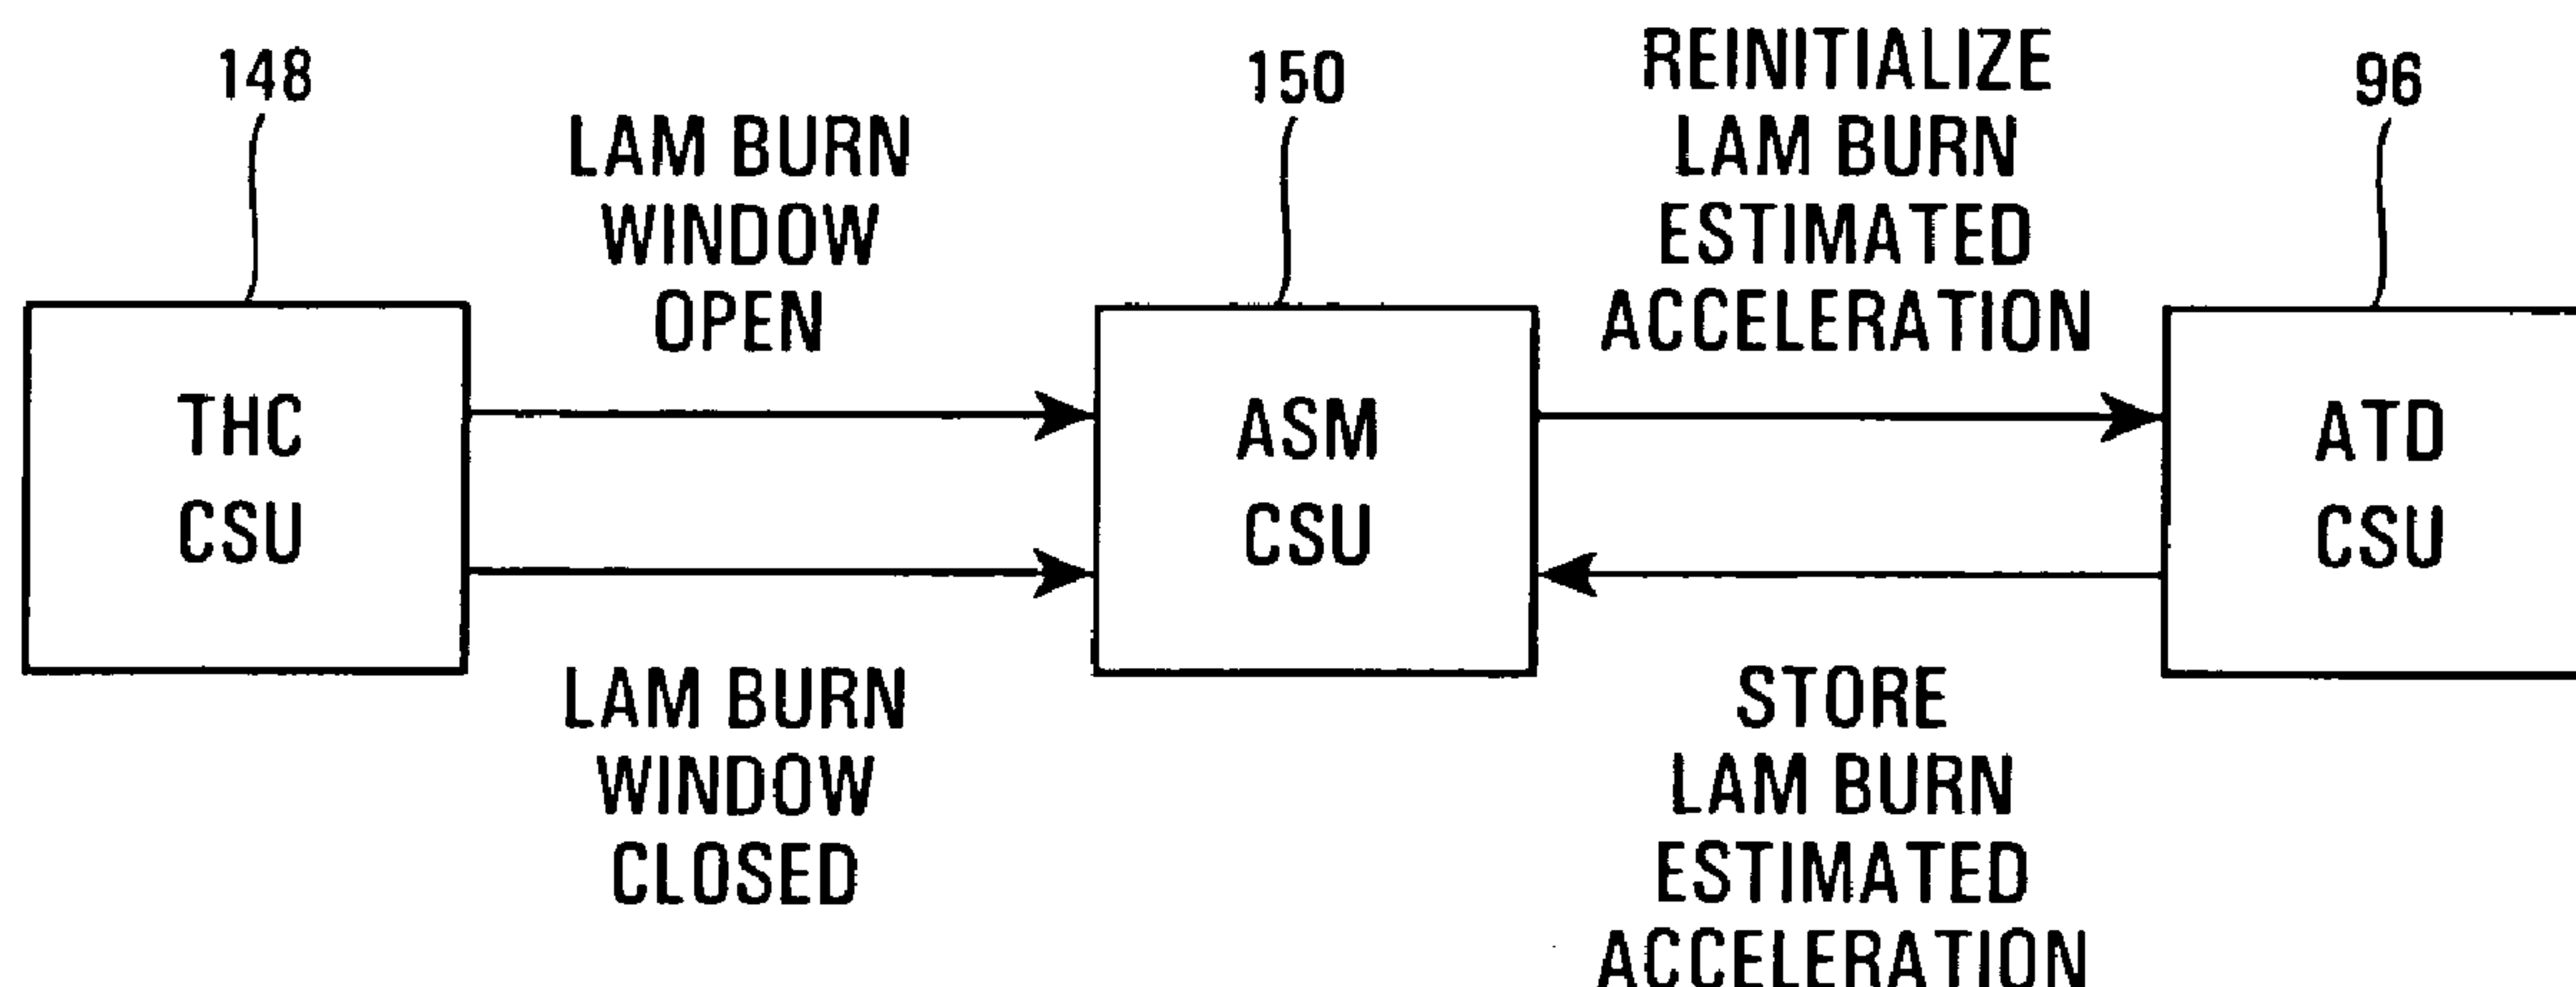 148
LAM BURN
WINDOW
OPEN
150
REINITIALIZE
LAM BURN
ESTIMATED
ACCELERATION
96
THC
CSU
ASM
CSU
ATD
CSU
LAM BURN
WINDOW
CLOSED
STORE
LAM BURN
ESTIMATED
ACCELERATION